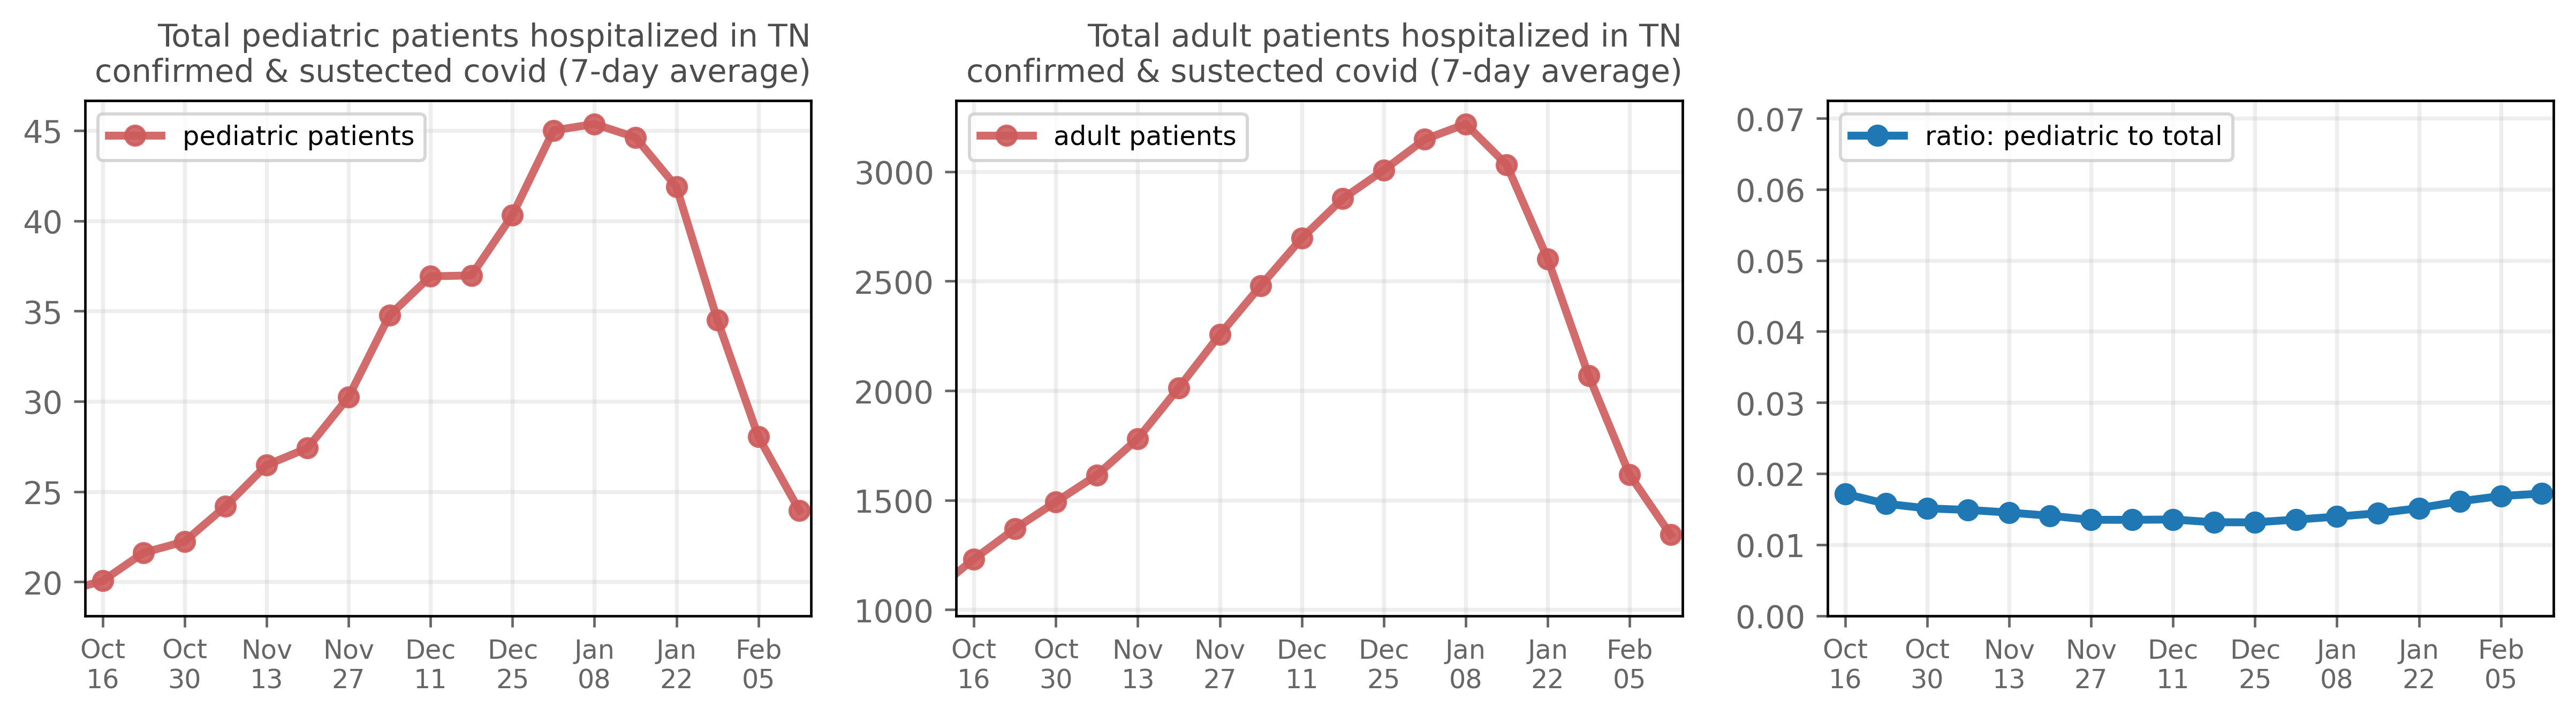 Total pediatric patients hospitalized in TN
confirmed & sustected covid (7-day average)
pediatric patients
45
40
35
30
25
20
Oct 16
Oct 30
Nov 13
Nov 27
Dec 11
Dec 25
Jan 08
Jan 22
Feb 05
Total adult patients hospitalized in TN
confirmed & sustected covid (7-day average)
adult patients
3000
2500
2000
1500
1000
Oct 16
Oct 30
Nov 13
Nov 27
Dec 11
Dec 25
Jan 08
Jan 22
Feb 05
ratio: pediatric to total
0.07
0.06
0.05
0.04
0.03
0.02
0.01
0.00
Oct 16
Oct 30
Nov 13
Nov 27
Dec 11
Dec 25
Jan 08
Jan 22
Feb 05